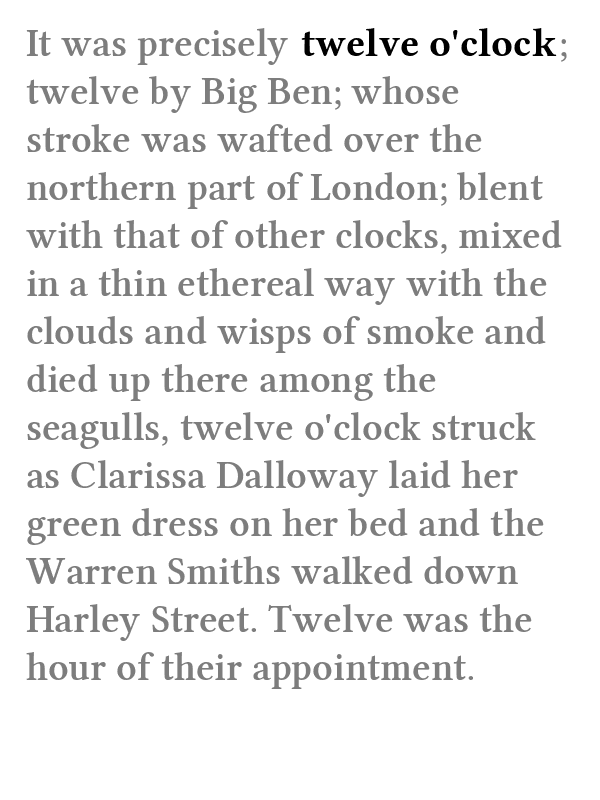 It was precisely twelve o'clock;
twelve by Big Ben; whose
stroke was wafted over the
northern part of London; blent
with that of other clocks, mixed
in a thin ethereal way with the
clouds and wisps of smoke and
died up there among the
seagulls, twelve o'clock struck
as Clarissa Dalloway laid her
green dress on her bed and the
Warren Smiths walked down
Harley Street. Twelve was the
hour of their appointment.